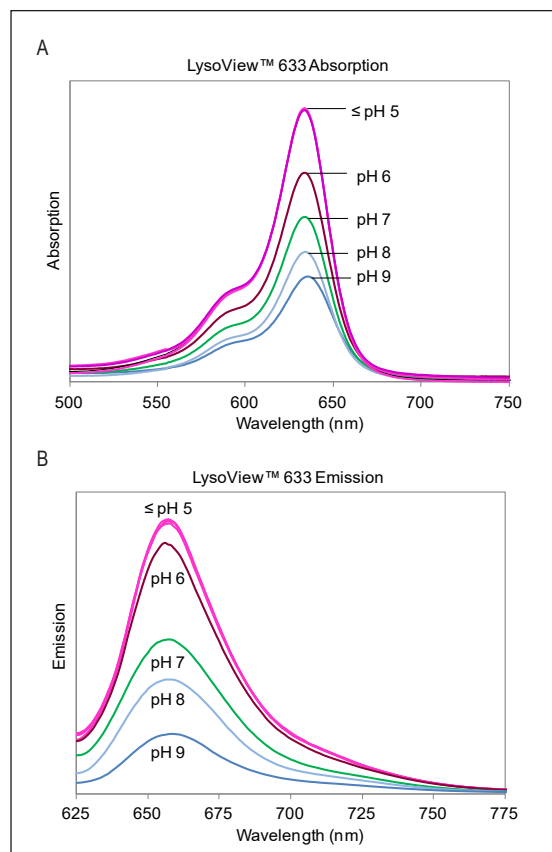 A
LysoView™ 633 Absorption
≤ pH 5
pH 6
pH 7
pH 8
pH 9
Absorption
500 550 600 650 700 750
Wavelength (nm)
B
LysoView™ 633 Emission
≤ pH 5
pH 6
pH 7
pH 8
pH 9
Emission
625 650 675 700 725 750 775
Wavelength (nm)